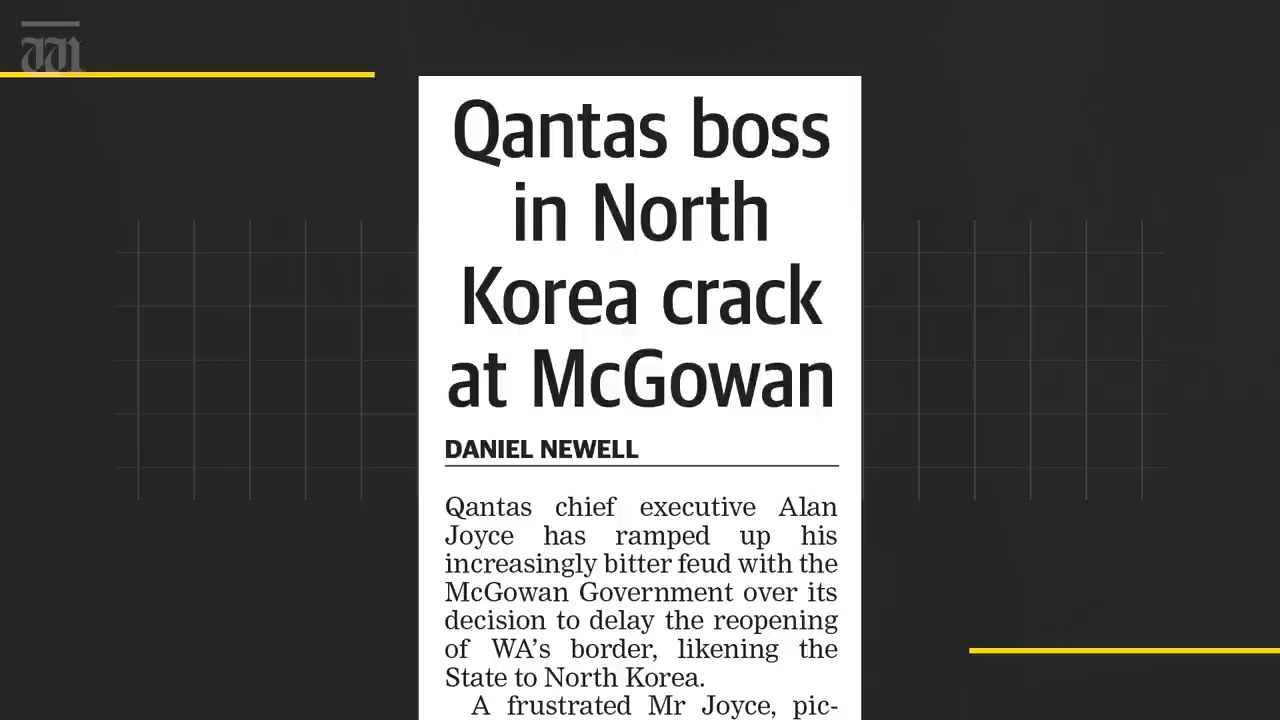 W
Qantas boss
in North
Korea crack
at McGowan
DANIEL NEWELL
Qantas chief executive Alan
Joyce has ramped up his
increasingly bitter feud with the
McGowan Government over its
decision to delay the reopening
of WA’s border, likening the
State to North Korea.
A frustrated Mr Joyce, pic-